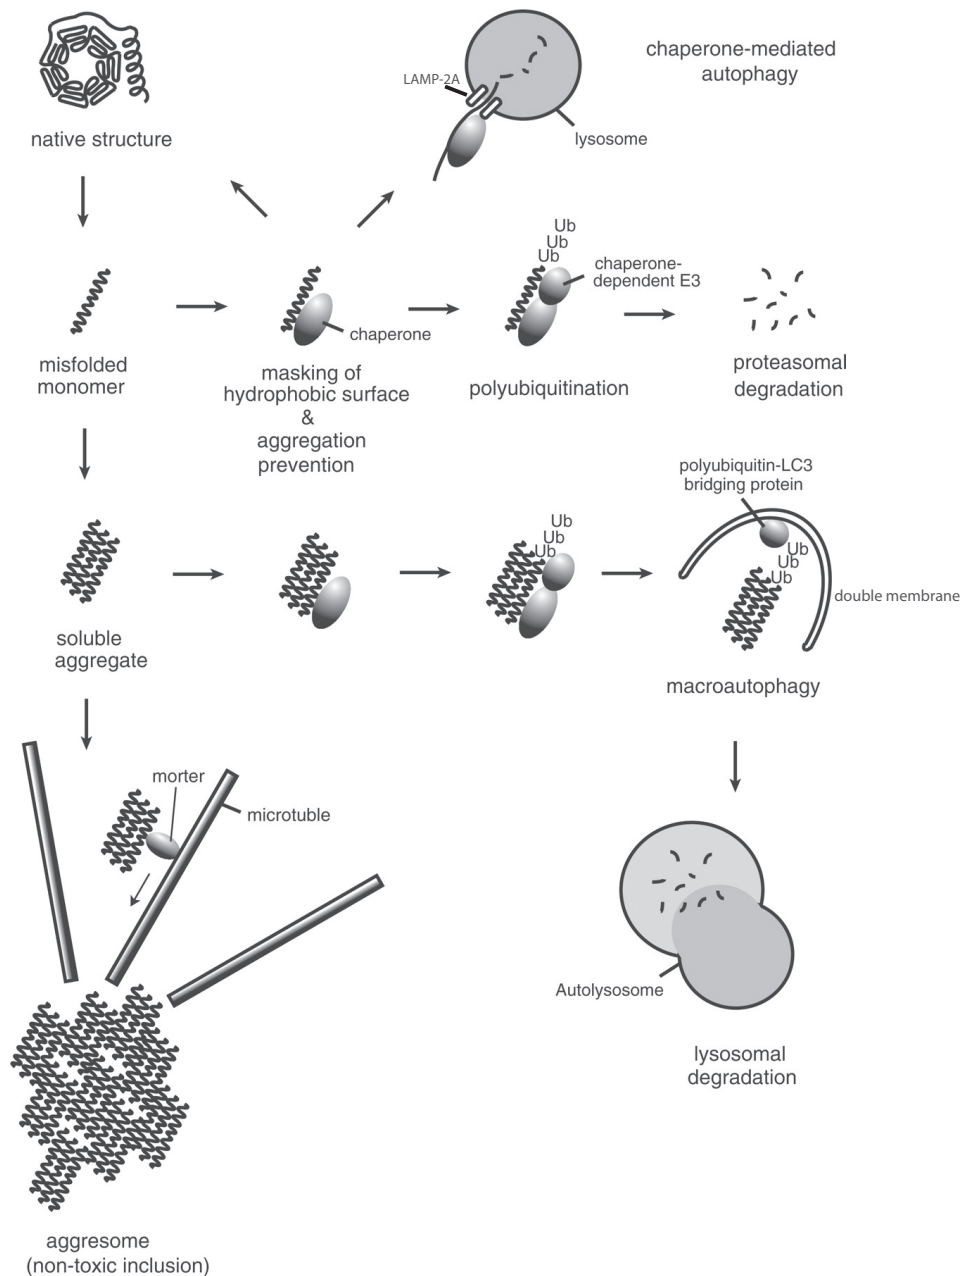 chaperone-mediated
autophagy
LAMP-2A
lysosome
native structure
Ub
Ub
Ub
chaperone-
dependent E3
chaperone
misfolded
monomer
masking of
hydrophobic surface
&
aggregation
prevention
polyubiquitination
proteasomal
degradation
polyubiquitin-LC3
bridging protein
Ub
Ub
Ub
Ub
Ub
Ub
double membrane
soluble
aggregate
macroautophagy
morter
microtuble
Autolysosome
lysosomal
degradation
aggresome
(non-toxic inclusion)